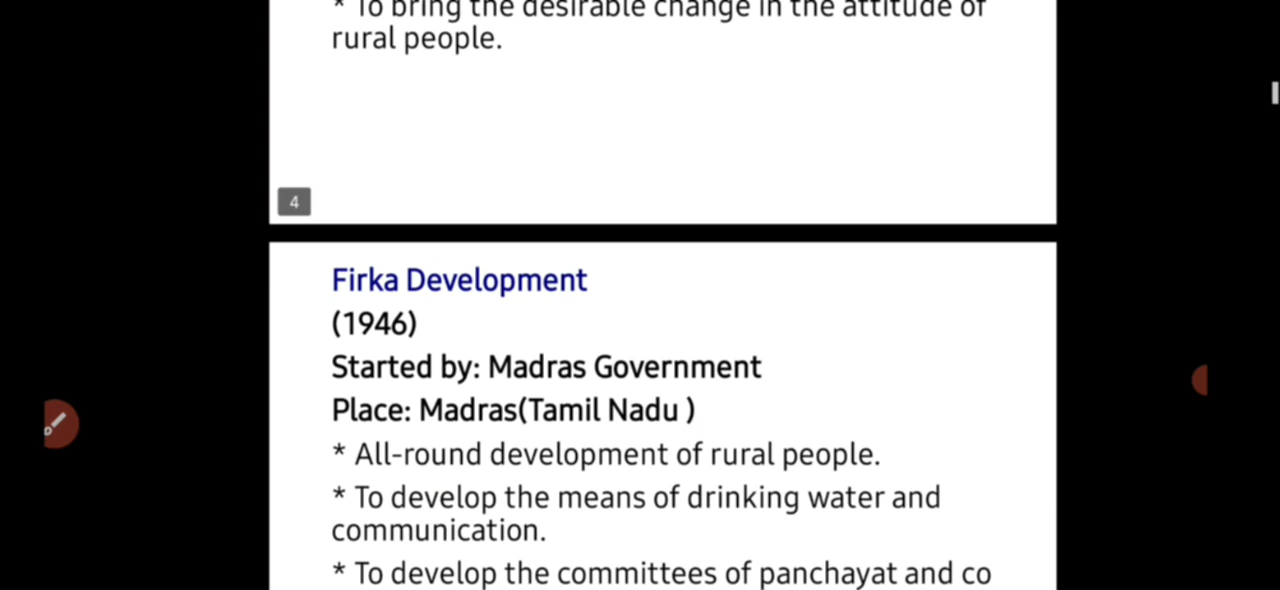 * To bring the desirable change in the attitude of
rural people.
4
Firka Development
(1946)
Started by: Madras Government
Place: Madras(Tamil Nadu )
* All-round development of rural people.
* To develop the means of drinking water and
communication.
* To develop the committees of panchayat and co